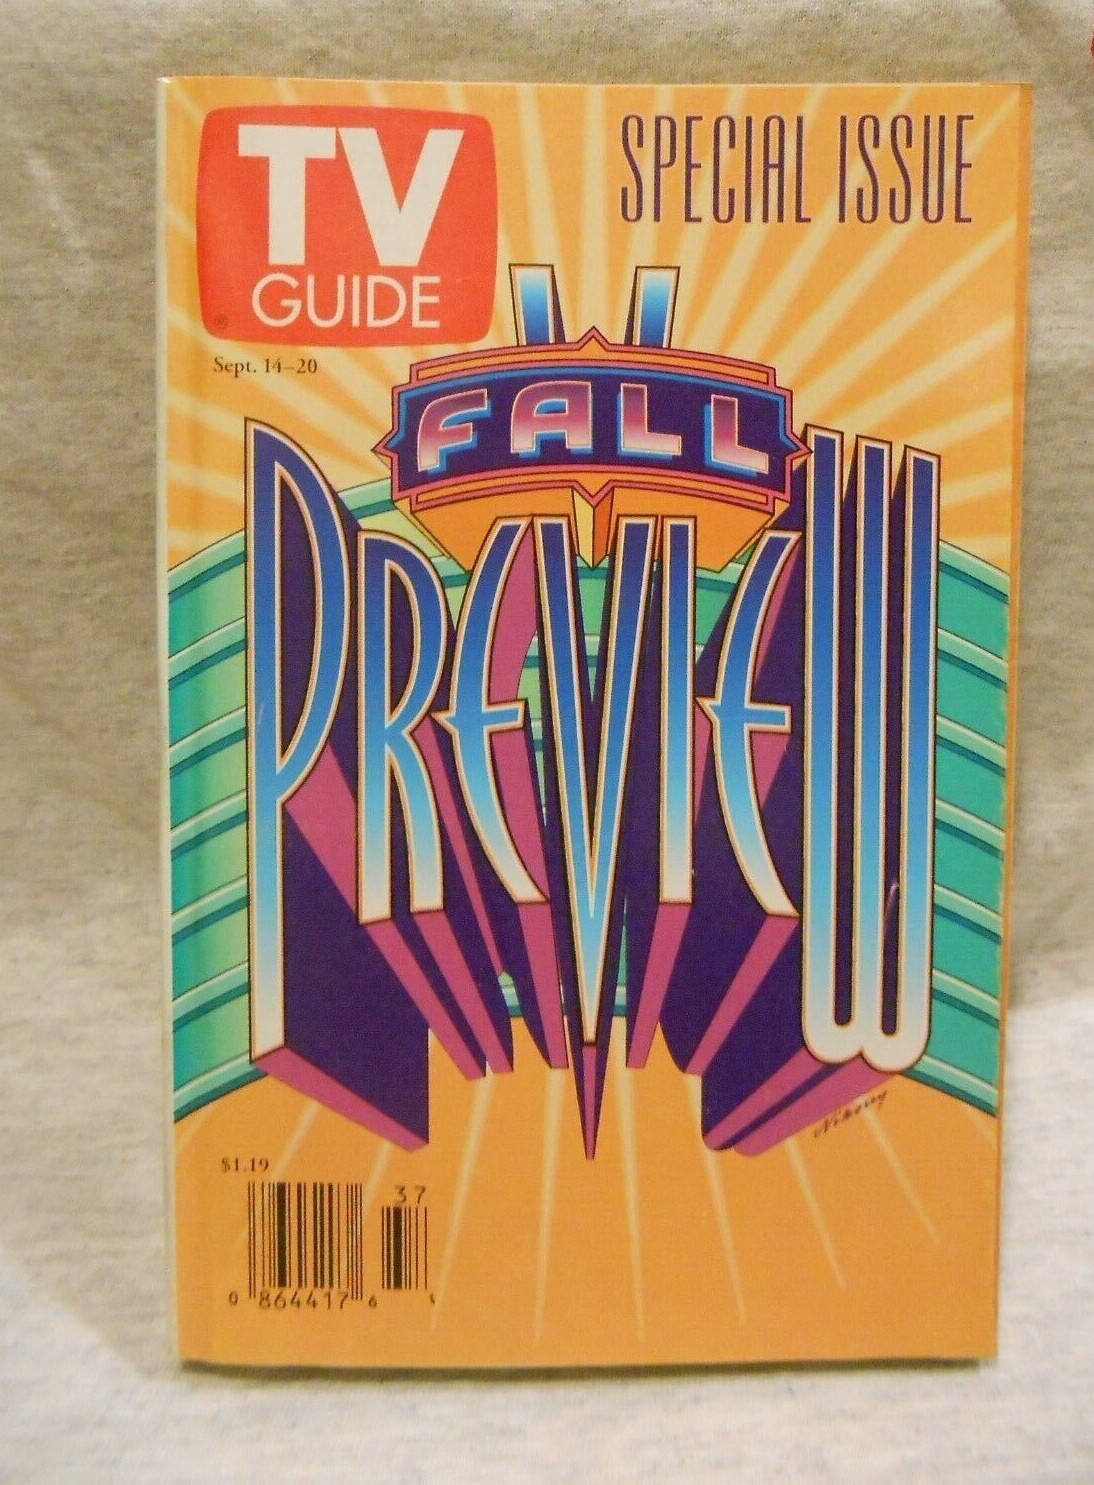 TV
GUIDE
®
SPECIAL ISSUE
Sept. 14–20
FALL
PREVIEW
$1.19
37
0 864417 6